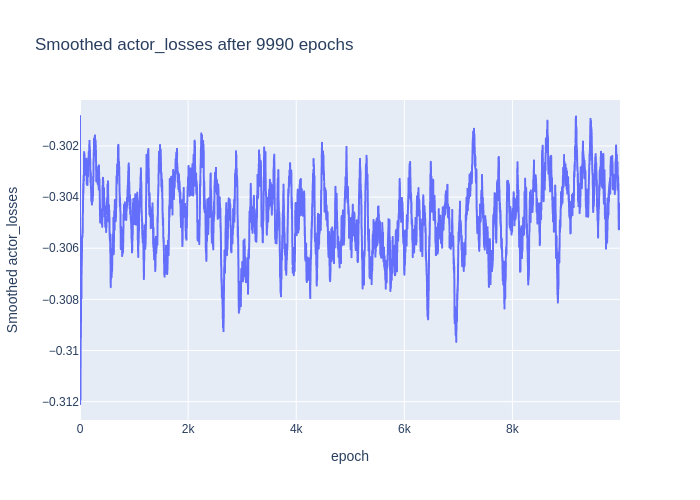 Smoothed actor_losses after 9990 epochs
−0.302
−0.304
−0.306
−0.308
−0.31
−0.312
Smoothed actor_losses
0 2k 4k 6k 8k
epoch